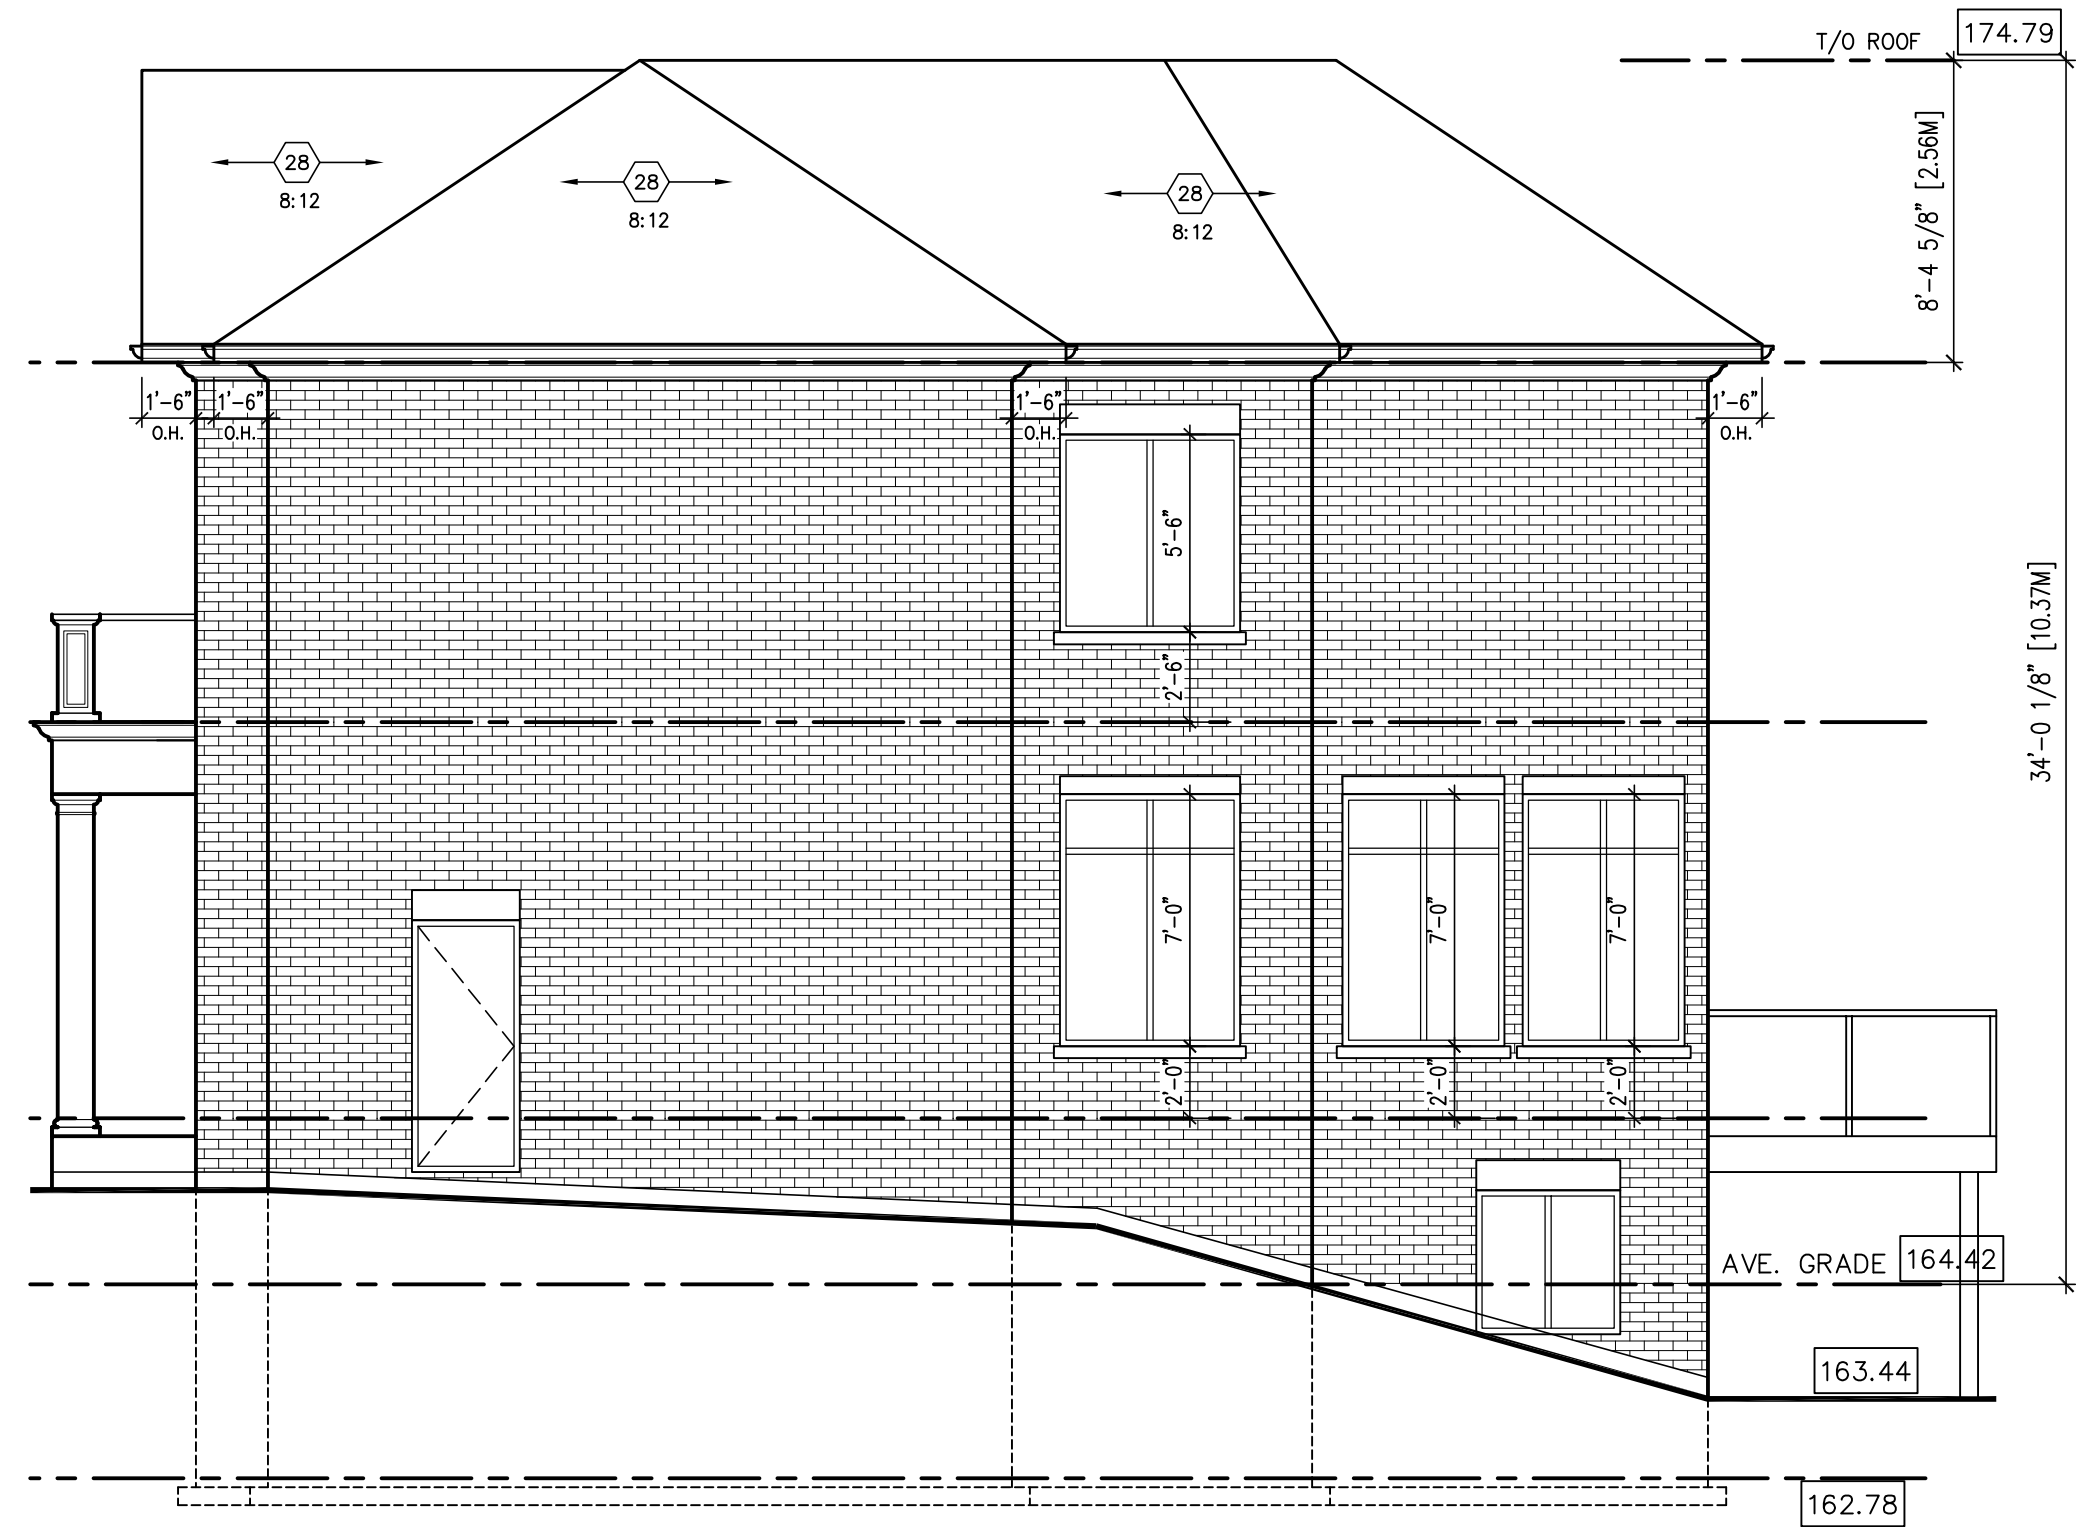 174.79
T/O ROOF
28
8:12
28
8:12
28
8:12
8'-4 5/8" [2.56M]
1'-6"
O.H.
1'-6"
O.H.
1'-6"
O.H.
1'-6"
O.H.
5'-6"
2'-6"
34'-0 1/8" [10.37M]
7'-0"
7'-0"
7'-0"
2'-0"
2'-0"
2'-0"
AVE. GRADE 164.42
163.44
162.78